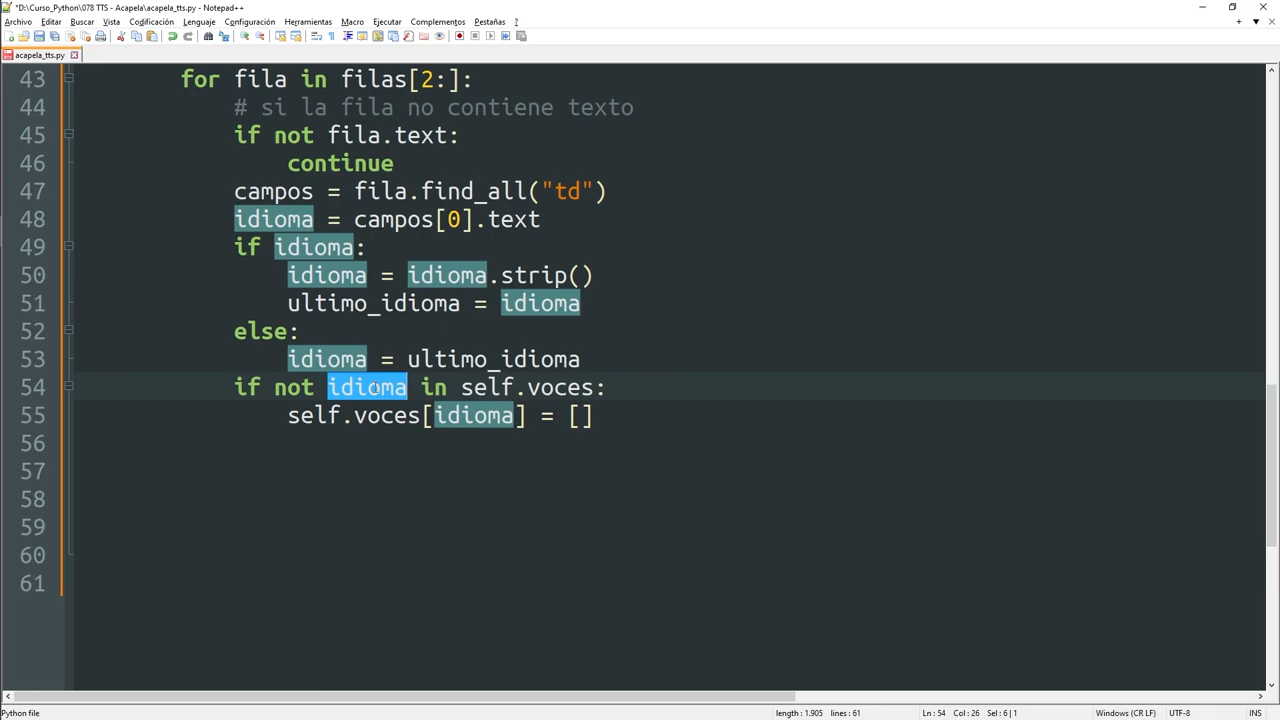 *D:\Curso_Python\078 TTS - Acapela\acapela_tts.py - Notepad++
Archivo Editar Buscar Vista Codificación Lenguaje Configuración Herramientas Macro Ejecutar Complementos Pestañas ?
acapela_tts.py
43 for fila in filas[2:]:
44 # si la fila no contiene texto
45 if not fila.text:
46 continue
47 campos = fila.find_all("td")
48 idioma = campos[0].text
49 if idioma:
50 idioma = idioma.strip()
51 ultimo_idioma = idioma
52 else:
53 idioma = ultimo_idioma
54 if not idioma in self.voces:
55 self.voces[idioma] = []
56
57
58
59
60
61
Python file length : 1.905 lines : 61 Ln : 54 Col : 26 Sel : 6 | 1 Windows (CR LF) UTF-8 INS